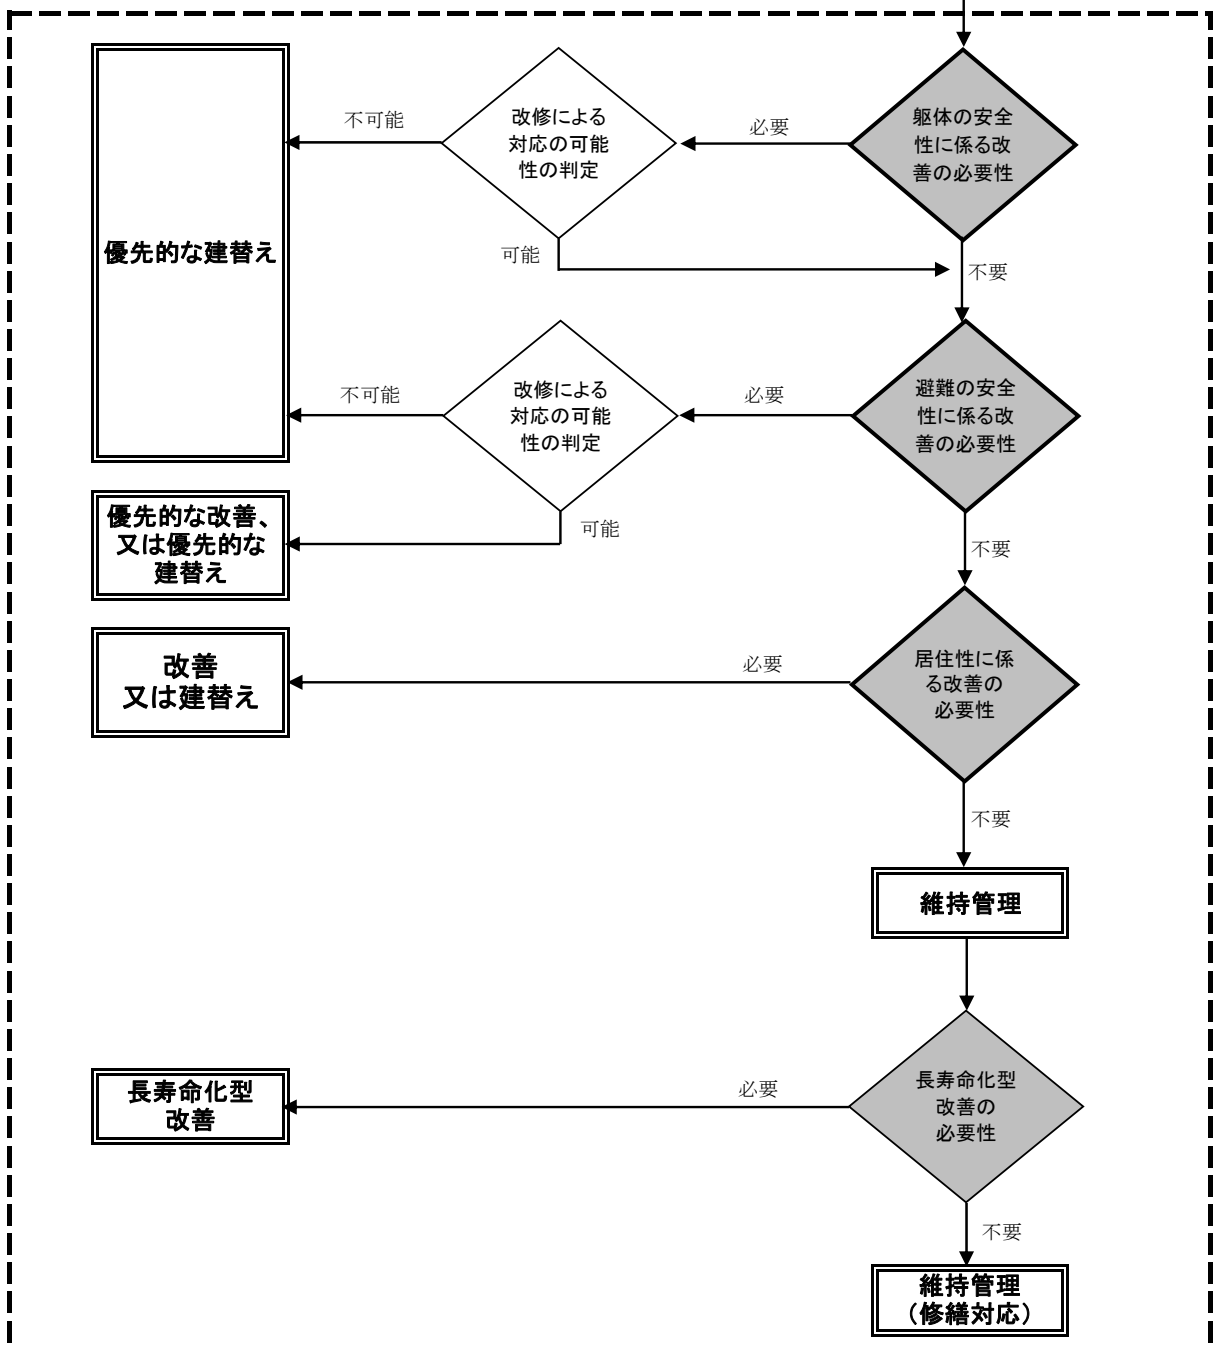 不可能
改修による
対応の可能
性の判定
必要
躯体の安全
性に係る改
善の必要性
優先的な建替え
可能
不要
不可能
改修による
対応の可能
性の判定
必要
避難の安全
性に係る改
善の必要性
優先的な改善、
又は優先的な
建替え
可能
不要
改善
又は建替え
必要
居住性に係
る改善の
必要性
不要
維持管理
長寿命化型
改善
必要
長寿命化型
改善の
必要性
不要
維持管理
（修繕対応）